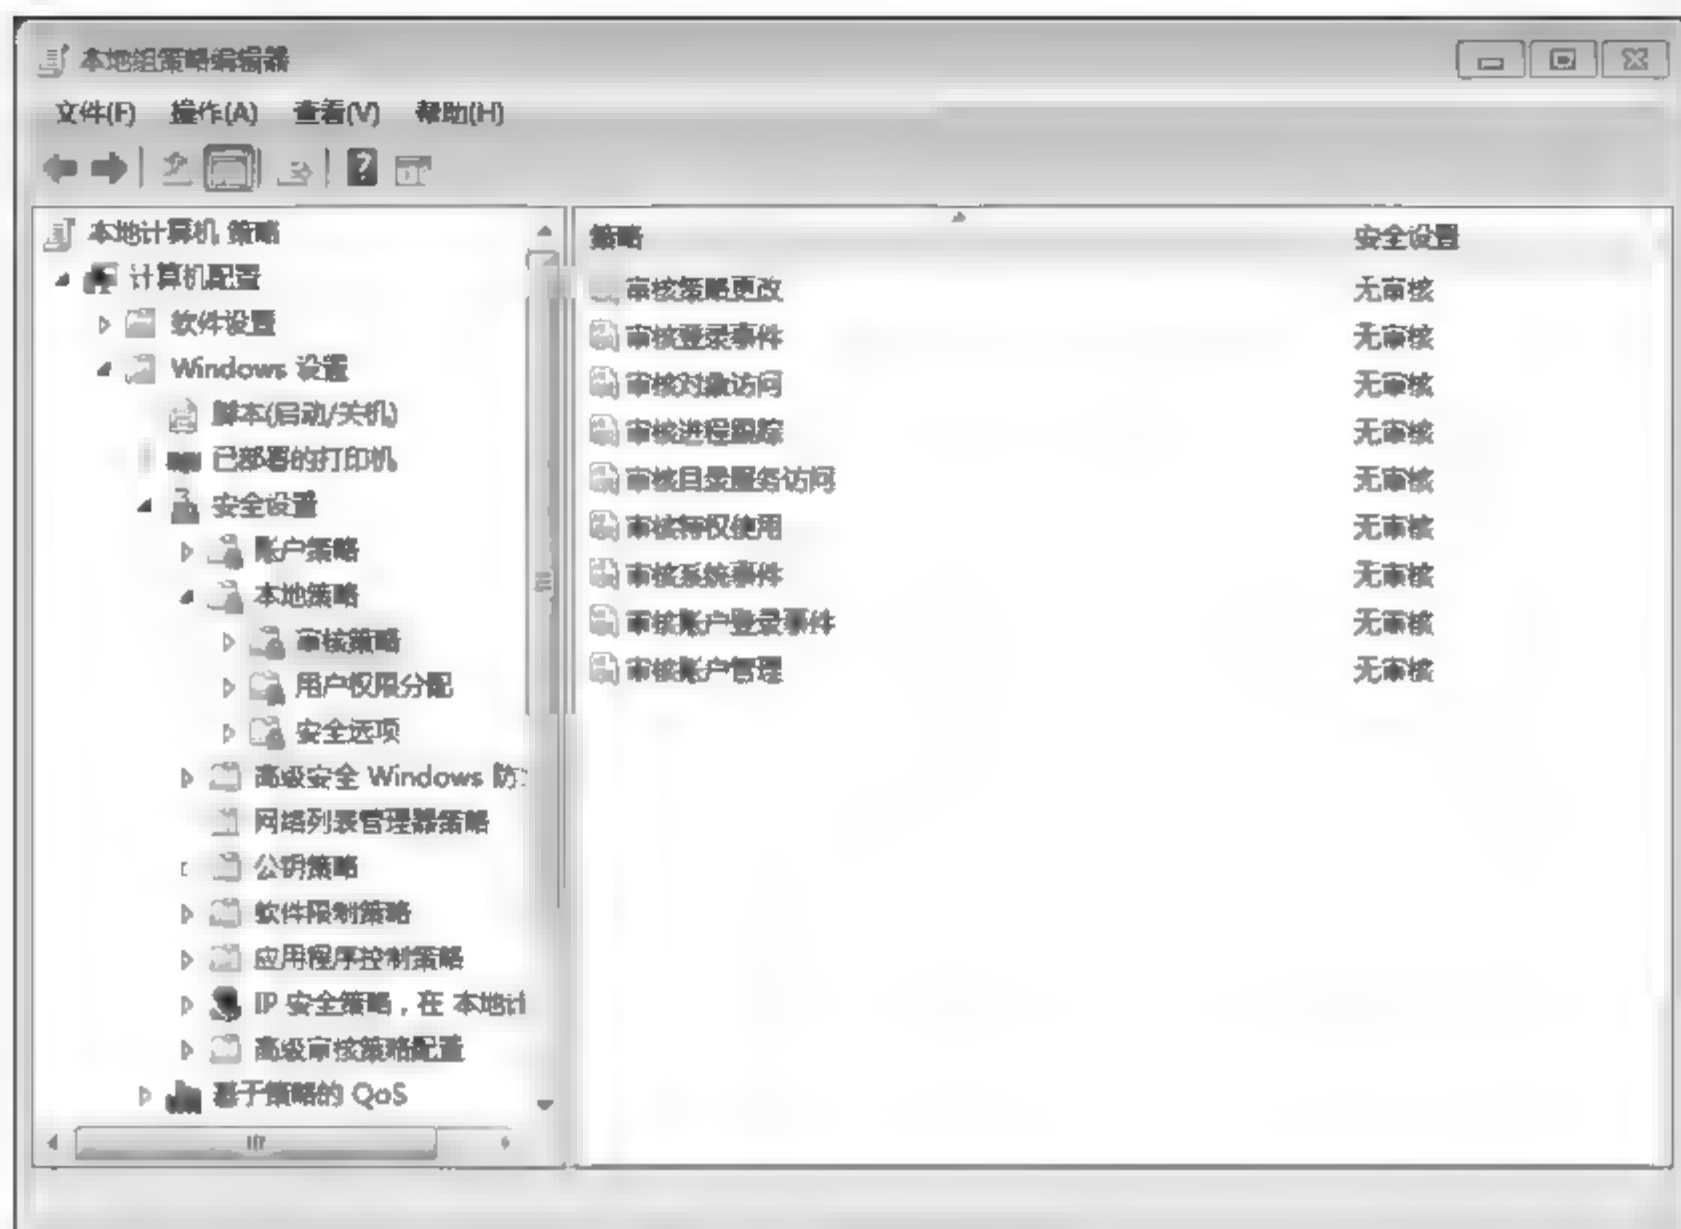 本地组策略编辑器
文件(F) 操作(A) 查看(V) 帮助(H)
本地计算机 策略
计算机配置
软件设置
Windows 设置
脚本(启动/关机)
已部署的打印机
安全设置
账户策略
本地策略
审核策略
用户权限分配
安全选项
高级安全 Windows 防
网络列表管理器策略
公钥策略
软件限制策略
应用程序控制策略
IP 安全策略，在 本地计
高级审核策略配置
基于策略的 QoS
策略 安全设置
审核策略更改 无审核
审核登录事件 无审核
审核对象访问 无审核
审核进程跟踪 无审核
审核目录服务访问 无审核
审核特权使用 无审核
审核系统事件 无审核
审核账户登录事件 无审核
审核账户管理 无审核